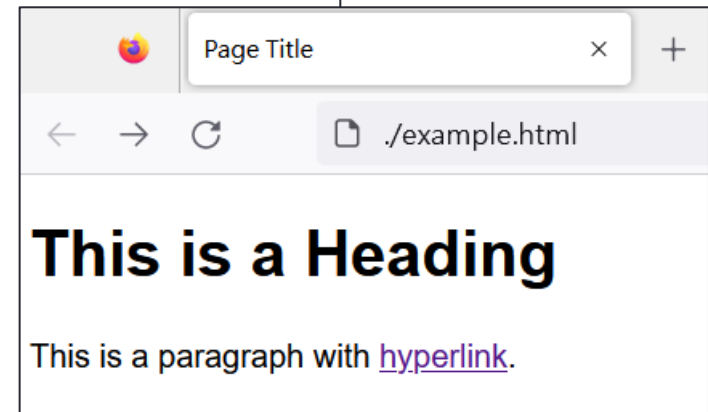 Page Title
./example.html
This is a Heading
This is a paragraph with hyperlink.